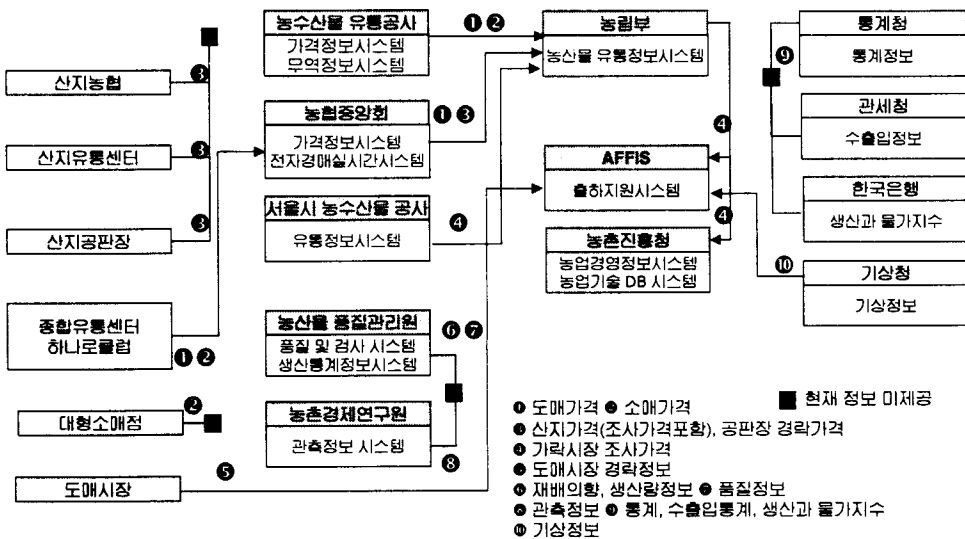 산지농협
❸
산지유통센터
❸
산지공판장
❸
종합유통센터
하나로클럽
❶ ❷
대형소매점
❷
도매시장
❺
농수산물 유통공사
가격정보시스템
무역정보시스템
❶ ❷
농협중앙회
가격정보시스템
전자경매실시간시스템
❶ ❸
서울시 농수산물 공사
유통정보시스템
❹
농산물 품질관리원
품질 및 검사 시스템
생산통계정보시스템
❻ ❼
농촌경제연구원
관측정보 시스템
❽
농림부
농산물 유통정보시스템
❹
AFFIS
출하지원시스템
❹
농촌진흥청
농업경영정보시스템
농업기술 DB 시스템
통계청
통계정보
❾
관세청
수출입정보
한국은행
생산과 물가지수
기상청
기상정보
❿
■ 현재 정보 미제공
❶ 도매가격 ❷ 소매가격
❸ 산지가격(조사가격포함), 공판장 경락가격
❹ 가락시장 조사가격
❺ 도매시장 경락정보
❻ 재배의향, 생산량정보 ❼ 품질정보
❽ 관측정보 ❾ 통계, 수출입통계, 생산과 물가지수
❿ 기상정보